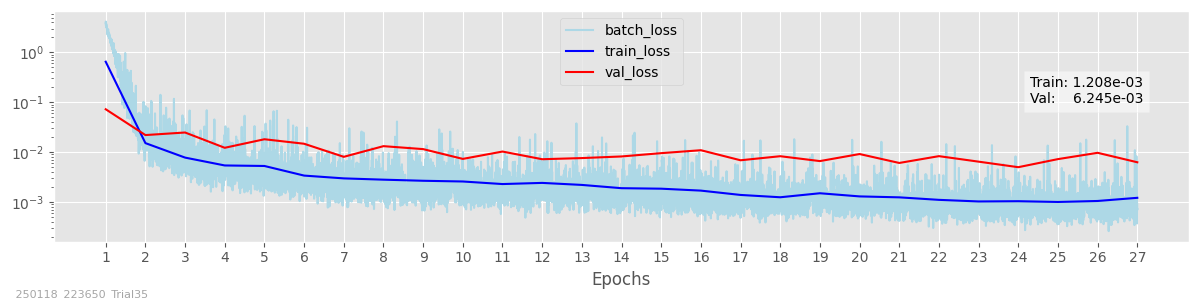 batch_loss
train_loss
val_loss
Train: 1.208e-03
Val: 6.245e-03
10⁰
10⁻¹
10⁻²
10⁻³
1 2 3 4 5 6 7 8 9 10 11 12 13 14 15 16 17 18 19 20 21 22 23 24 25 26 27
Epochs
250118_223650_Trial35